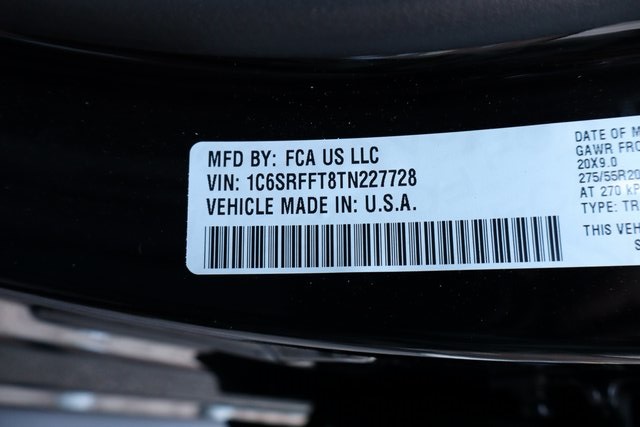 MFD BY: FCA US LLC
VIN: 1C6SRFFT8TN227728
VEHICLE MADE IN: U.S.A.
DATE OF M
GAWR FRO
20X9.0
275/55R20
AT 270 kP
TYPE: TR
THIS VEH
S